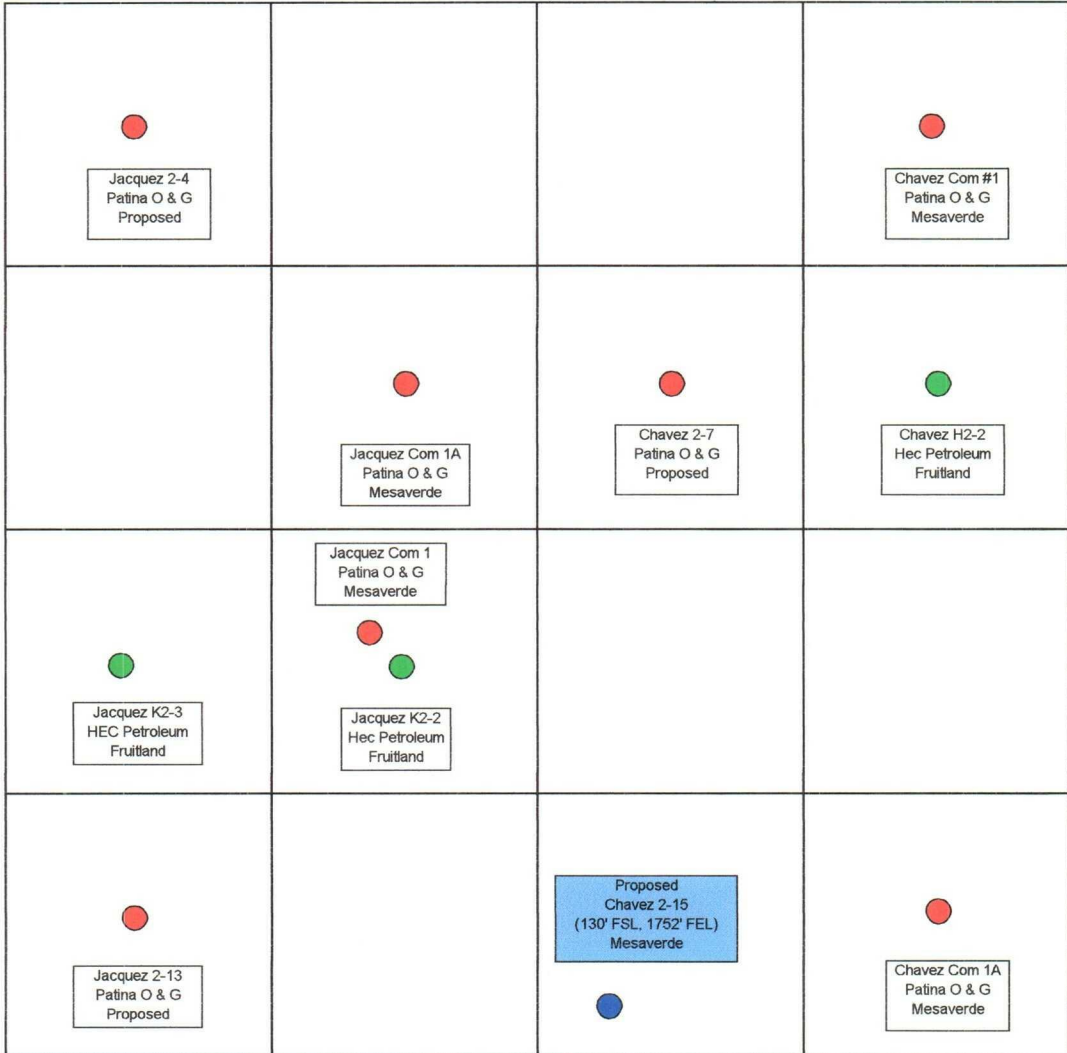 Jacquez 2-4
Patina O & G
Proposed
Chavez Com #1
Patina O & G
Mesaverde
Jacquez Com 1A
Patina O & G
Mesaverde
Chavez 2-7
Patina O & G
Proposed
Chavez H2-2
Hec Petroleum
Fruitland
Jacquez Com 1
Patina O & G
Mesaverde
Jacquez K2-3
HEC Petroleum
Fruitland
Jacquez K2-2
Hec Petroleum
Fruitland
Jacquez 2-13
Patina O & G
Proposed
Proposed
Chavez 2-15
(130' FSL, 1752' FEL)
Mesaverde
Chavez Com 1A
Patina O & G
Mesaverde